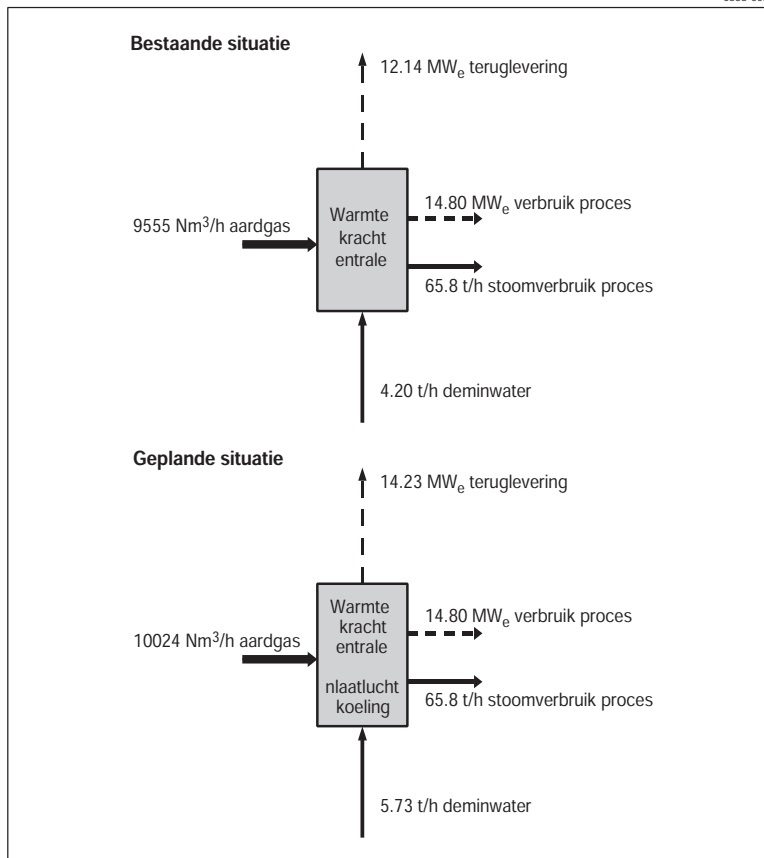 Bestaande situatie
12.14 MWe teruglevering
Warmte
kracht
entrale
14.80 MWe verbruik proces
9555 Nm³/h aardgas
65.8 t/h stoomverbruik proces
4.20 t/h deminwater
Geplande situatie
14.23 MWe teruglevering
Warmte
kracht
entrale
nlaatlucht
koeling
14.80 MWe verbruik proces
10024 Nm³/h aardgas
65.8 t/h stoomverbruik proces
5.73 t/h deminwater